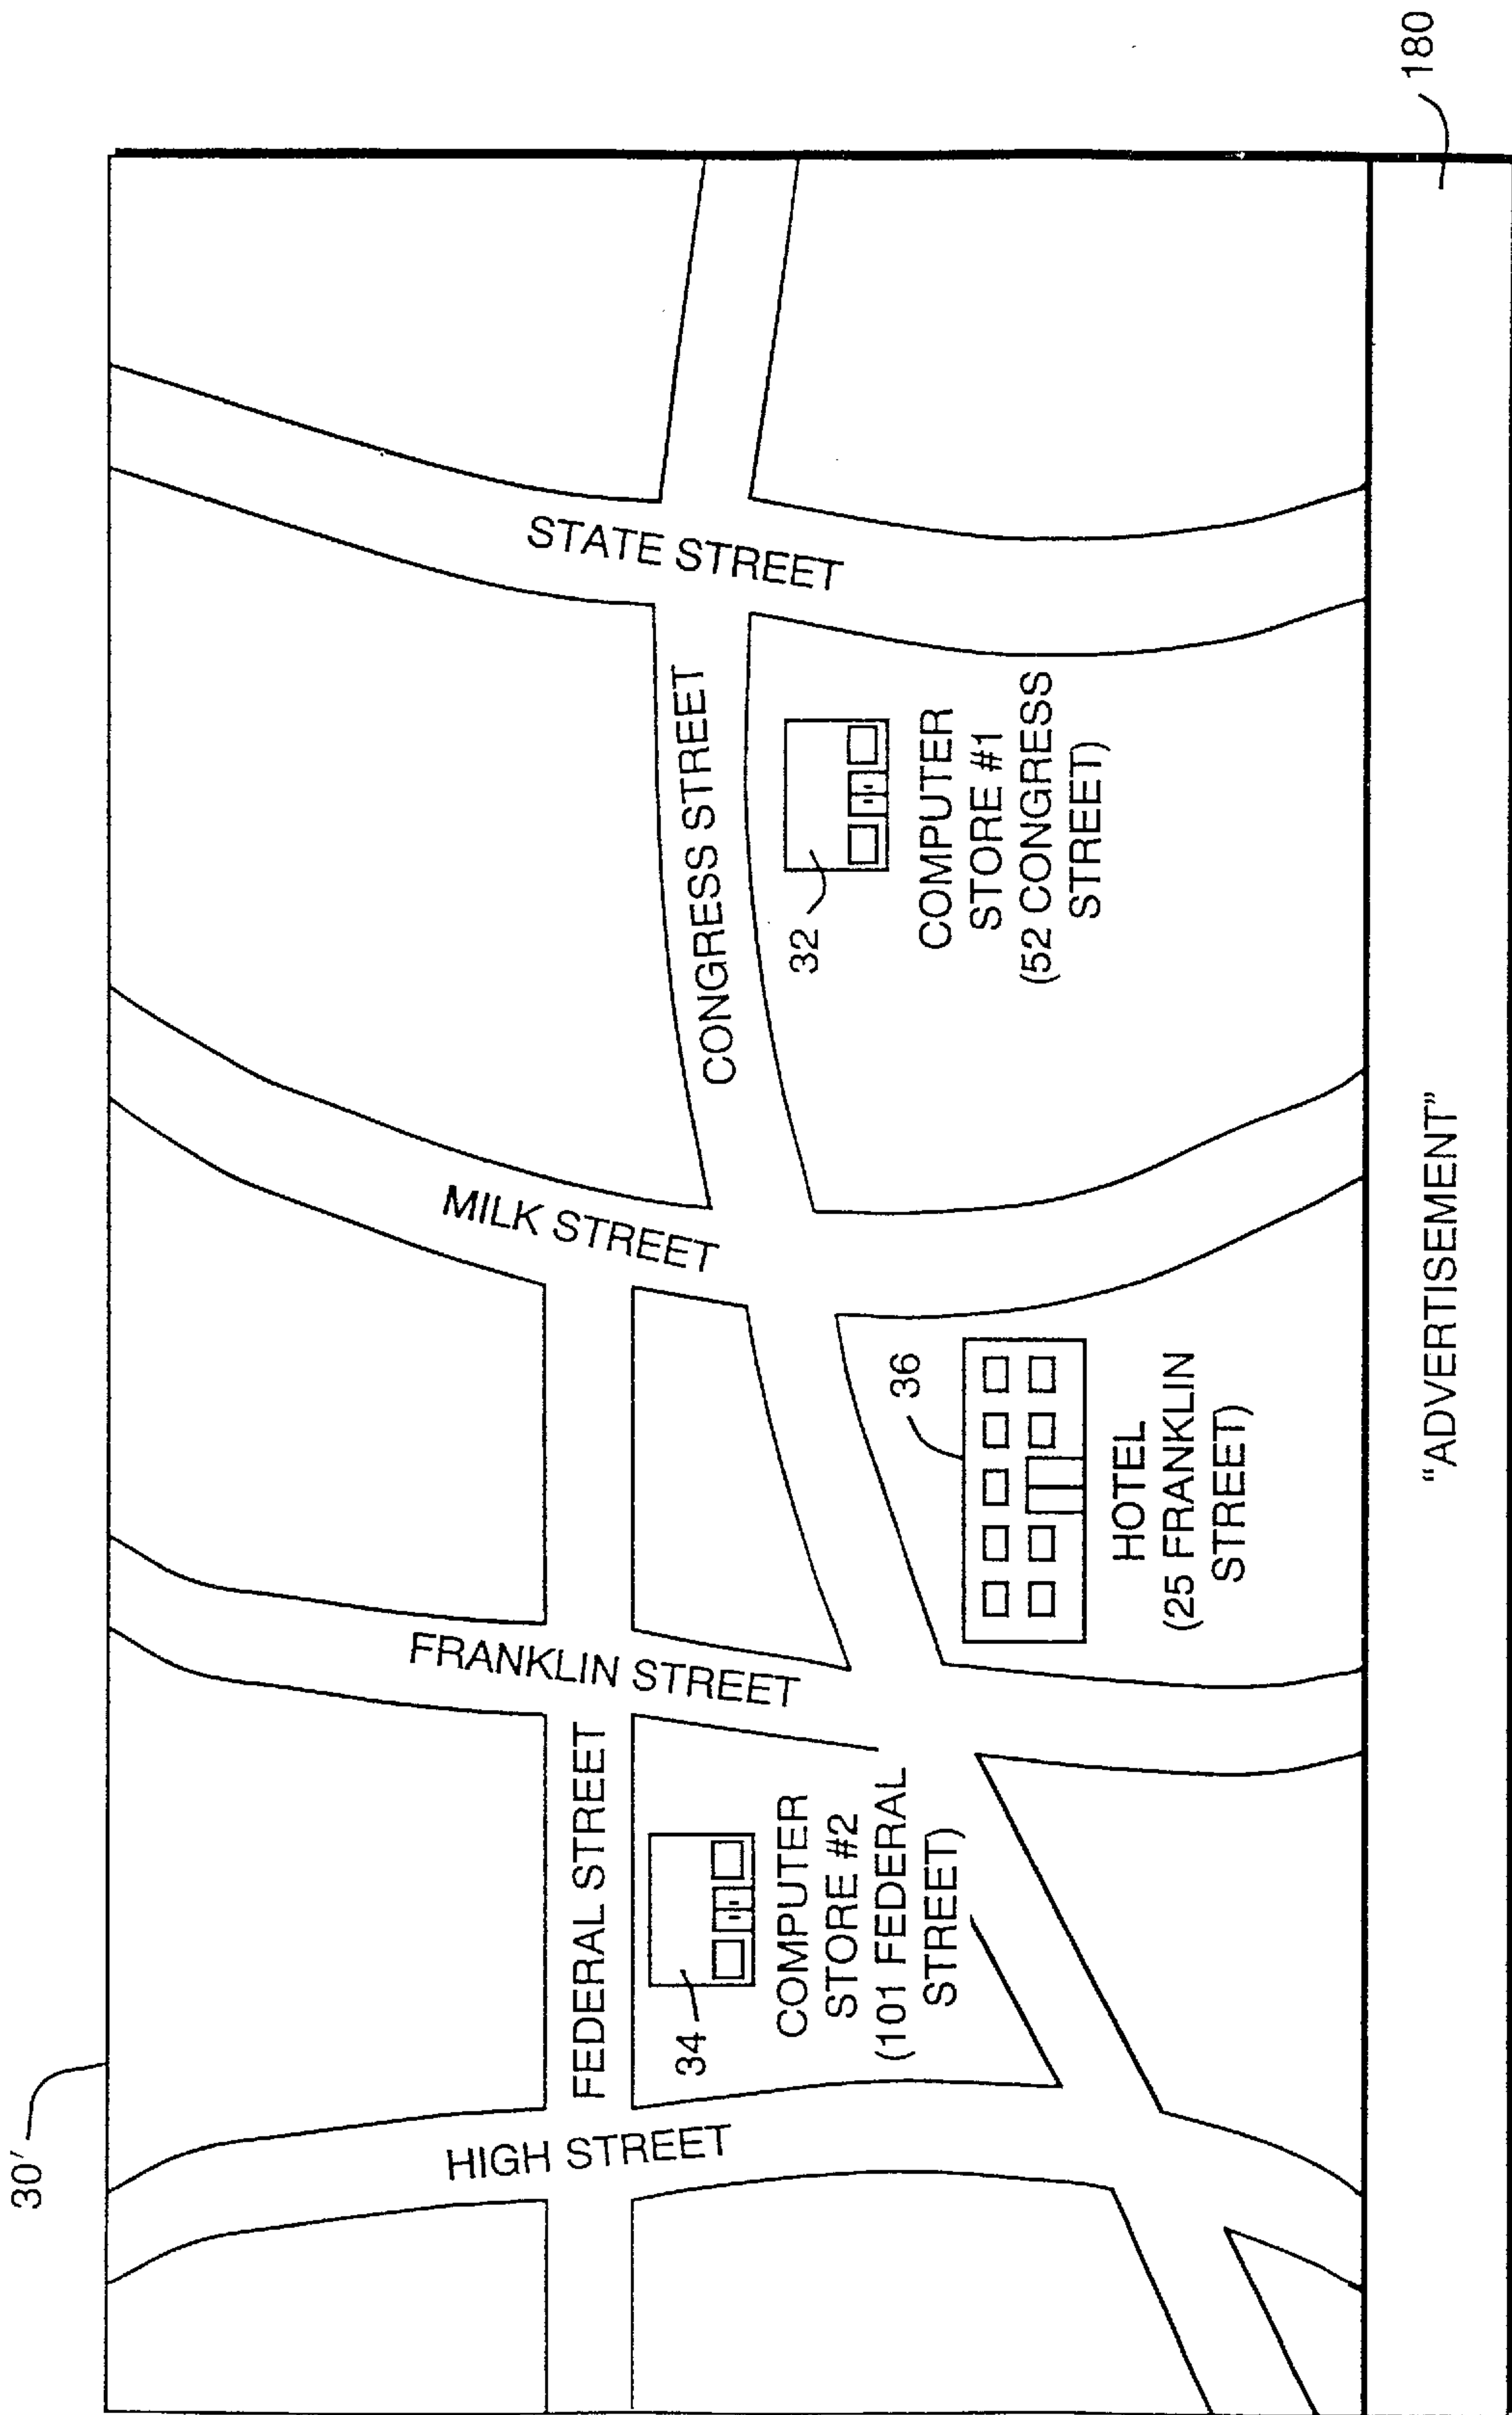 30′
STATE STREET
MILK STREET
FRANKLIN STREET
HIGH STREET
FEDERAL STREET
CONGRESS STREET
34
COMPUTER
STORE #2
(101 FEDERAL
STREET)
32
COMPUTER
STORE #1
(52 CONGRESS
STREET)
36
HOTEL
(25 FRANKLIN
STREET)
"ADVERTISEMENT"
180